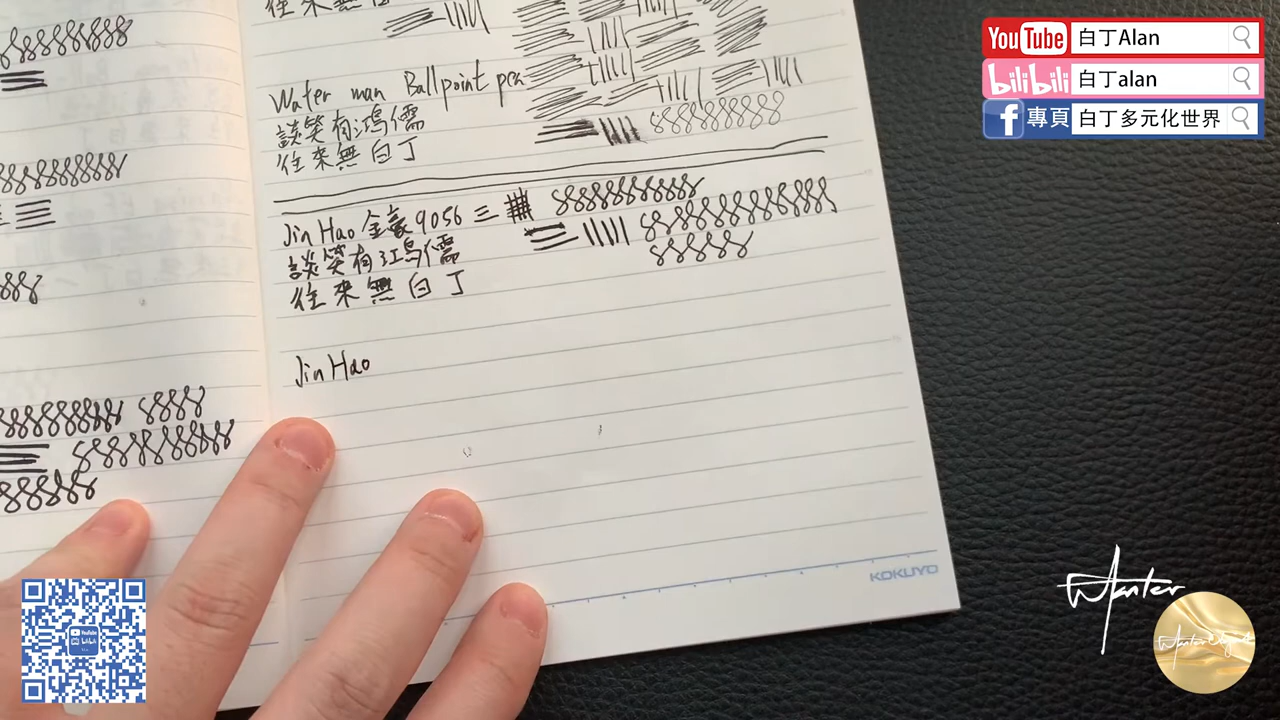 Water man Ballpoint pen
談笑有鴻儒
往來無白丁
Jin Hao 金豪 9056 三
談笑有鴻儒
往來無白丁
Jin Hao
KOKUYO
YouTube 白丁Alan
bilibili 白丁alan
f 專頁 白丁多元化世界